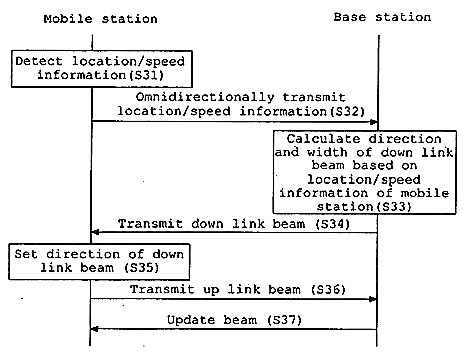 Mobile station
Base station
Detect location/speed
information(S31)
Omnidirectionally transmit
location/speed information(S32)
Calculate direction
and width of down link
beam based on
location/speed
information of mobile
station(S33)
Transmit down link beam (S34)
Set direction of down
link beam (S35)
Transmit up link beam (S36)
Update beam (S37)